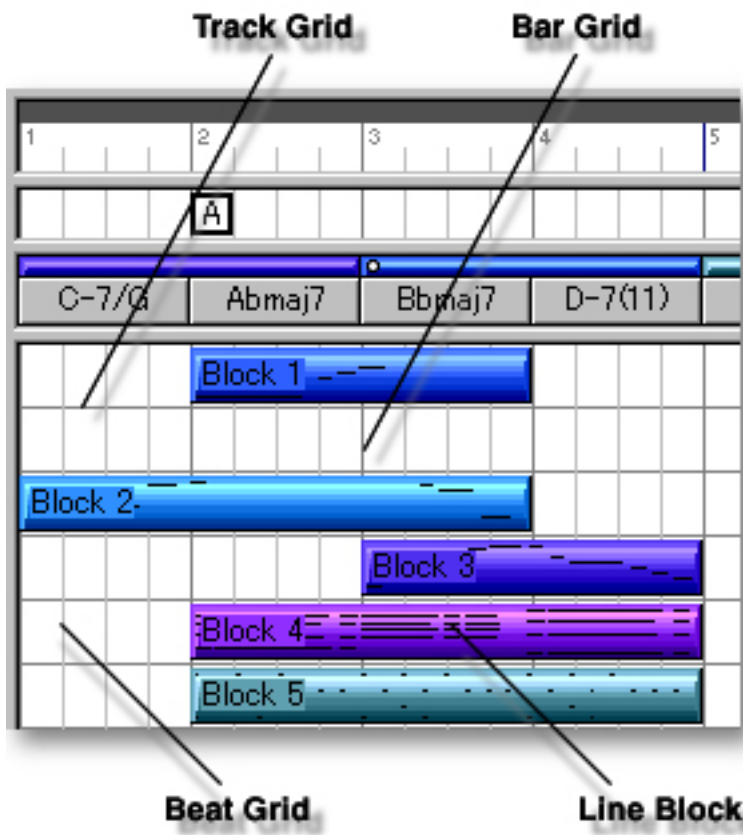 Track Grid Bar Grid
1 2 3 4 5
A
C-7/G Abmaj7 Bbmaj7 D-7(11)
Block 1
Block 2
Block 3
Block 4
Block 5
Beat Grid Line Block